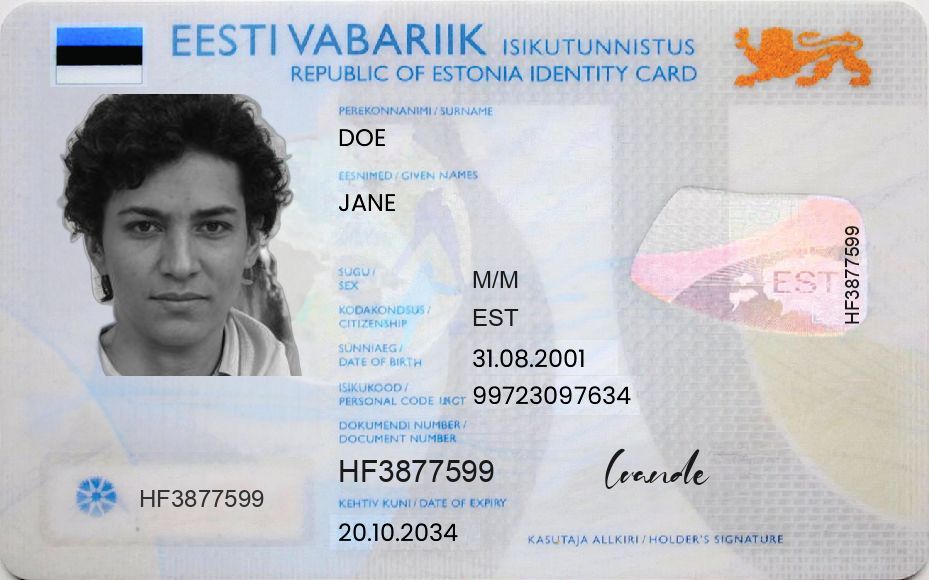 EESTI VABARIIK ISIKUTUNNISTUS
REPUBLIC OF ESTONIA IDENTITY CARD
PEREKONNANIMI / SURNAME
DOE
EESNIMED / GIVEN NAMES
JANE
SUGU /
SEX
M/M
KODAKONDSUS /
CITIZENSHIP
EST
SÜNNIAEG /
DATE OF BIRTH
31.08.2001
ISIKUKOOD /
PERSONAL CODE
99723097634
DOKUMENDI NUMBER /
DOCUMENT NUMBER
HF3877599
KEHTIV KUNI / DATE OF EXPIRY
20.10.2034
HF3877599
EST
HF3877599
KASUTAJA ALLKIRI / HOLDER'S SIGNATURE